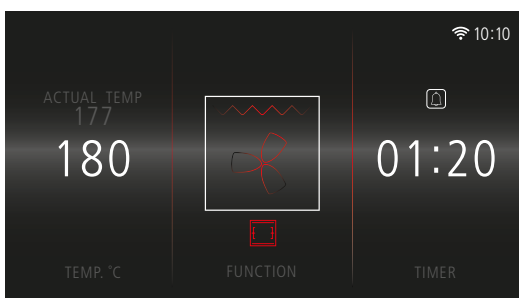 10:10
ACTUAL TEMP
177
180
01:20
TEMP. °C
FUNCTION
TIMER